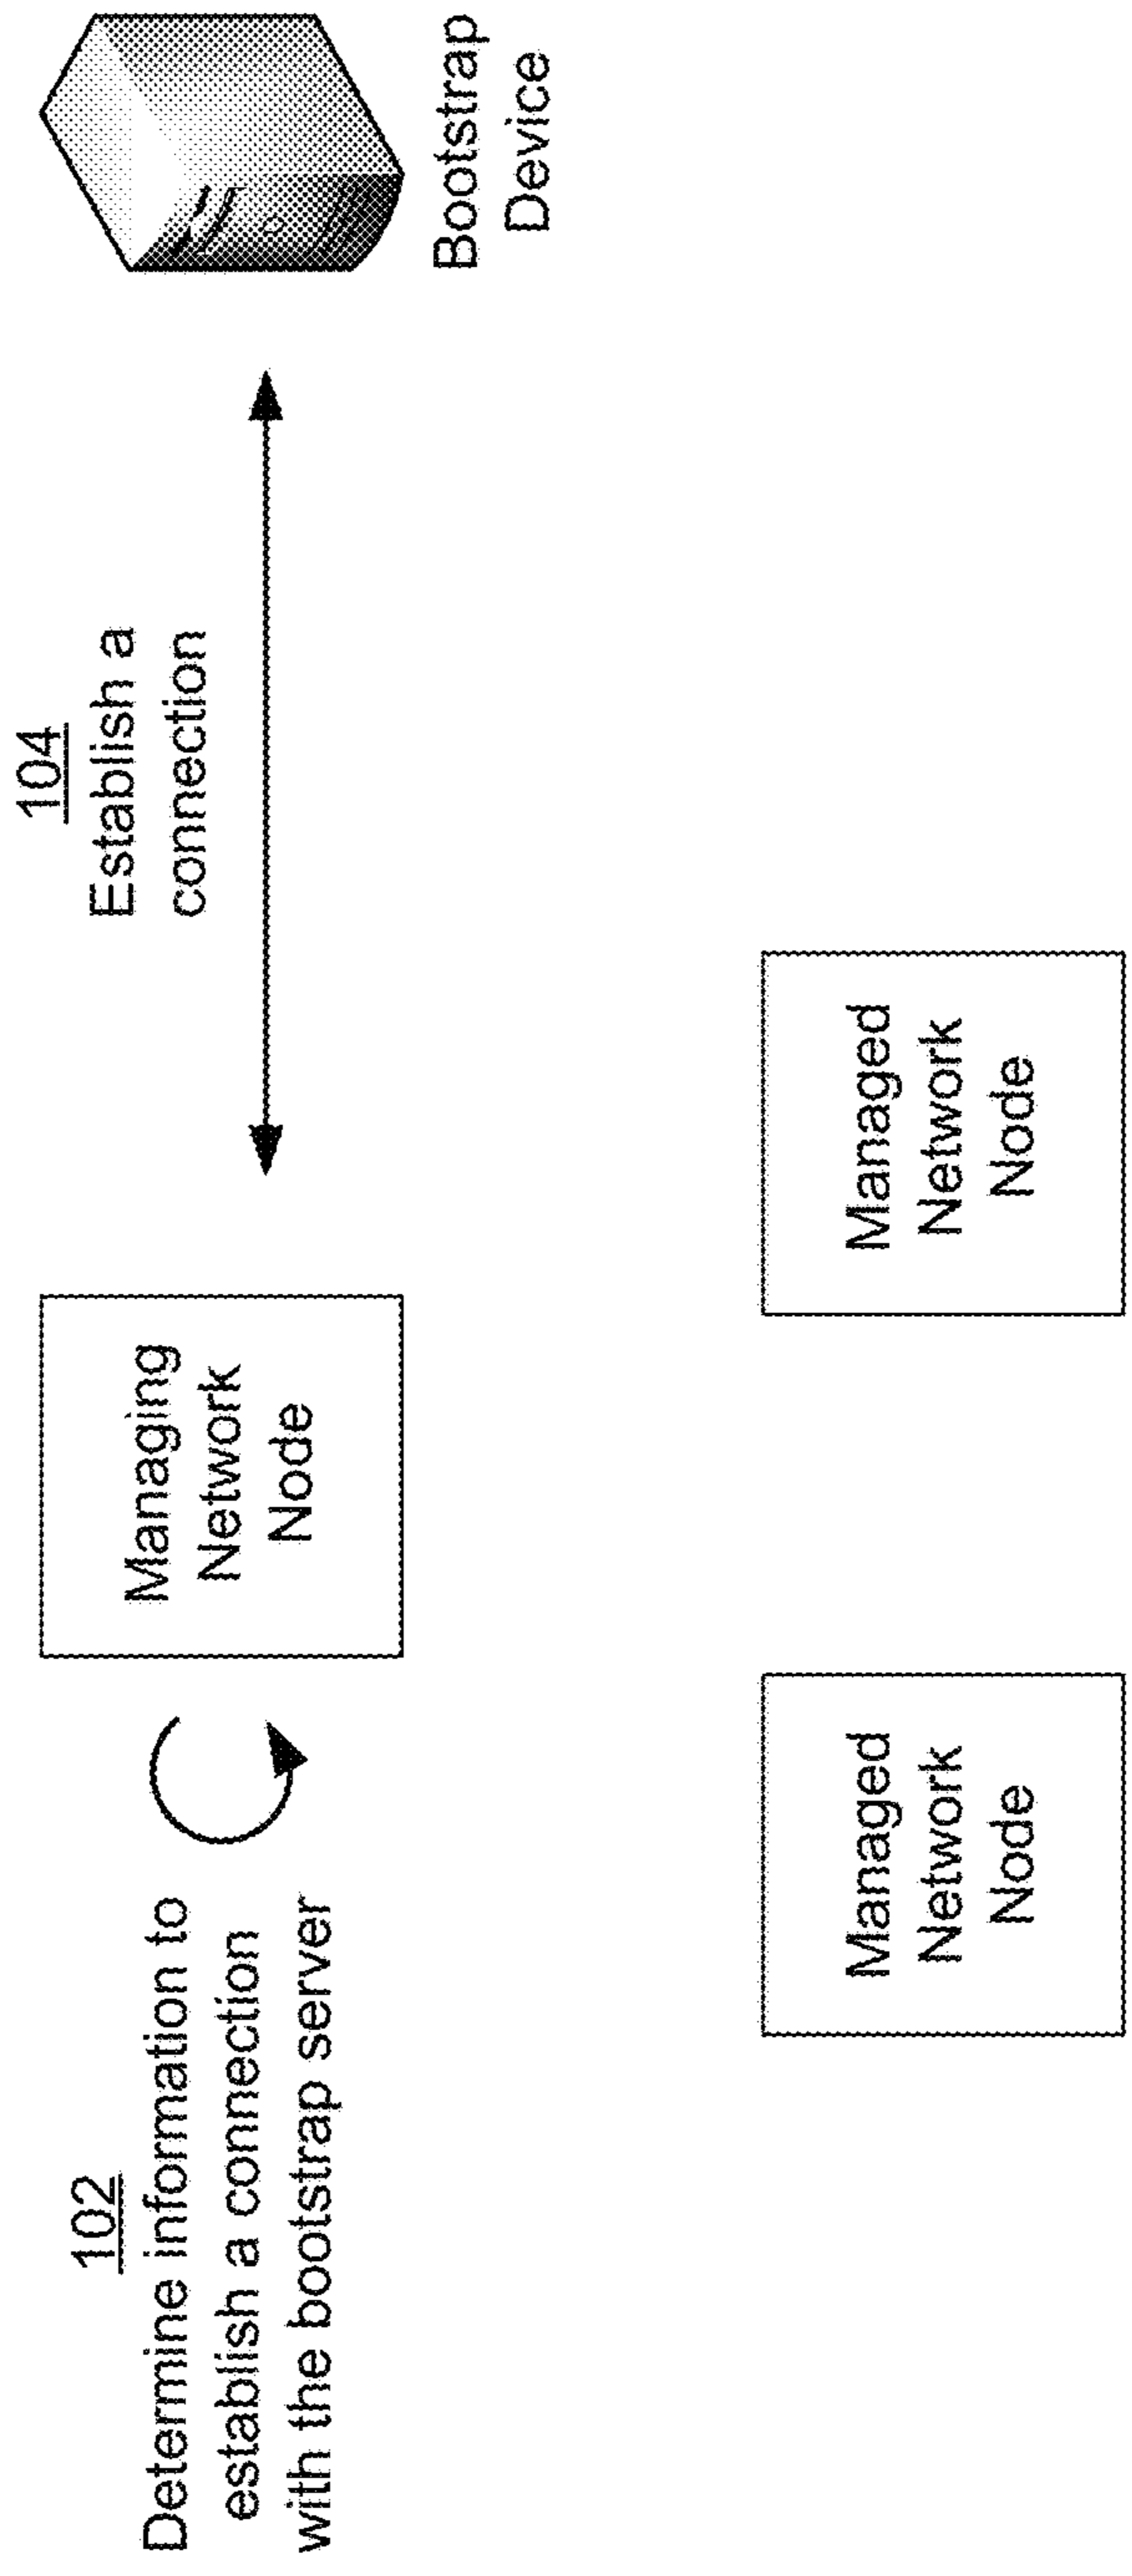 102
Determine information to
establish a connection
with the bootstrap server
Managing
Network
Node
104
Establish a
connection
Bootstrap
Device
Managed
Network
Node
Managed
Network
Node